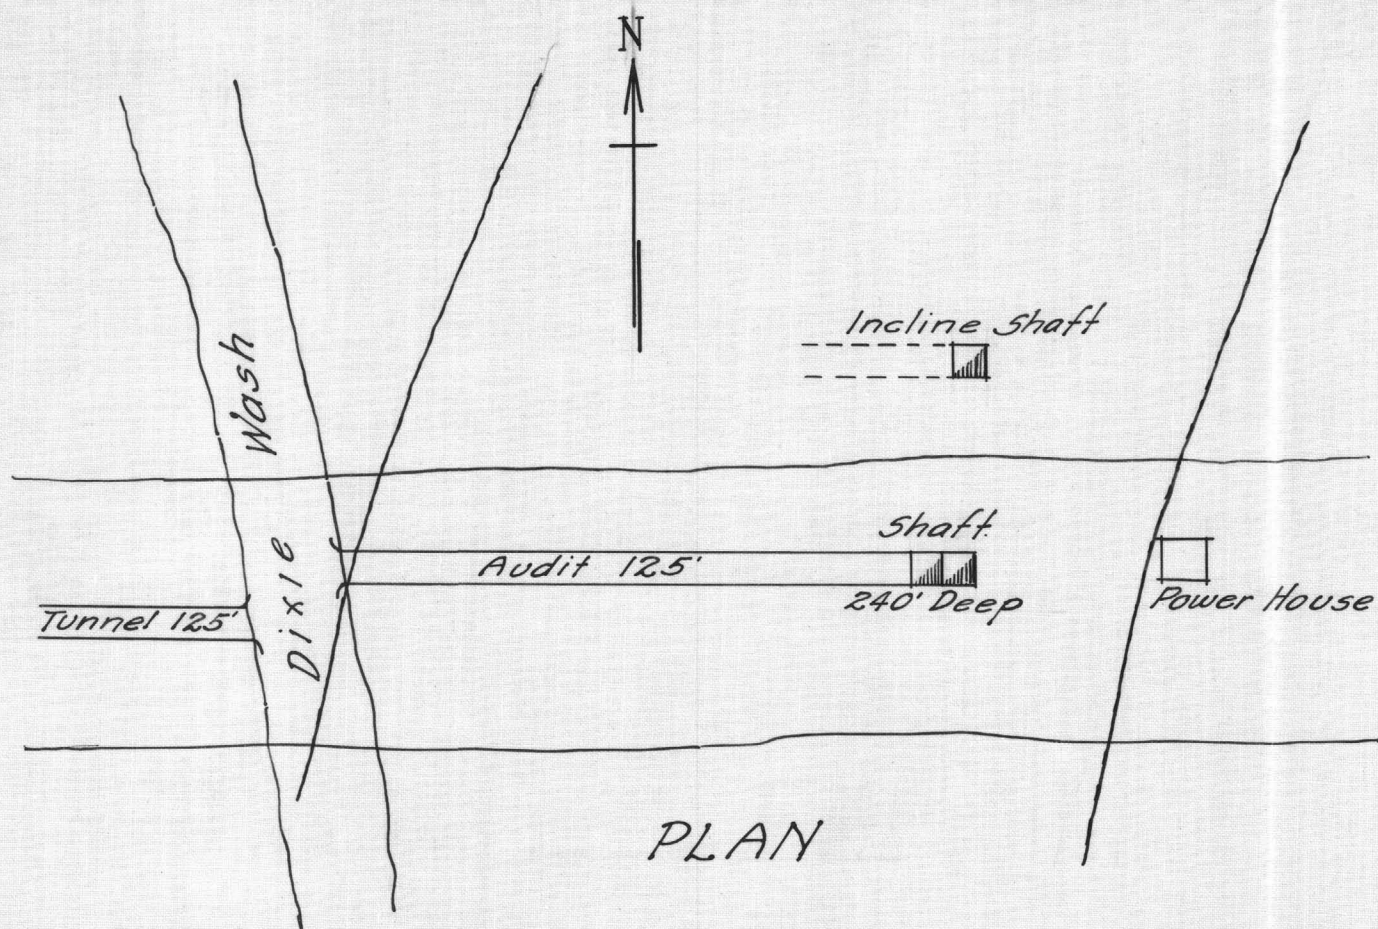 N
Incline Shaft
Wash
Shaft.
Audit 125'
240' Deep
Power House
Dixie
Tunnel 125'
PLAN